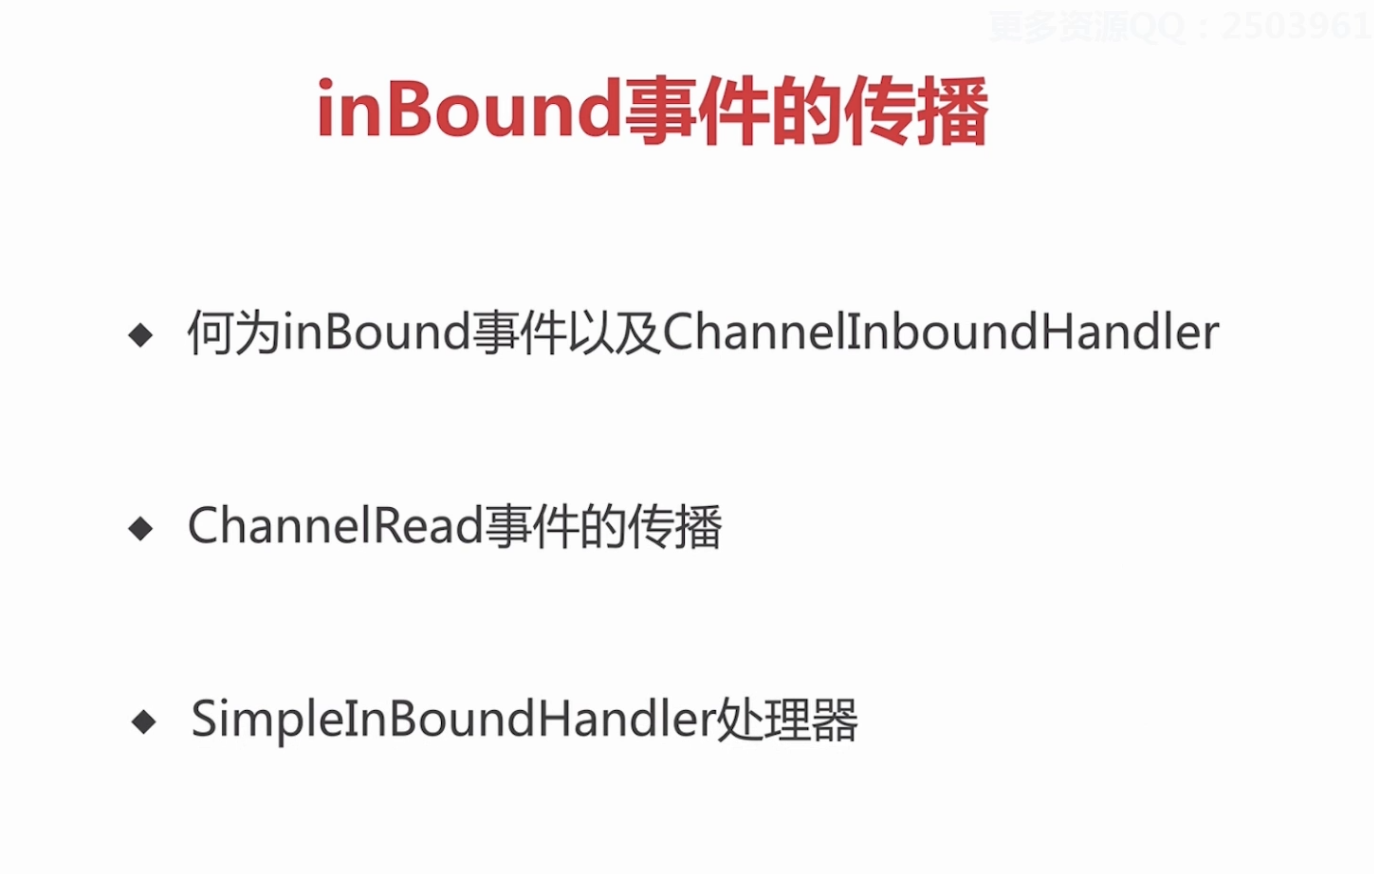 更多资源QQ：2503961
inBound事件的传播
◆ 何为inBound事件以及ChannelInboundHandler
◆ ChannelRead事件的传播
◆ SimpleInBoundHandler处理器